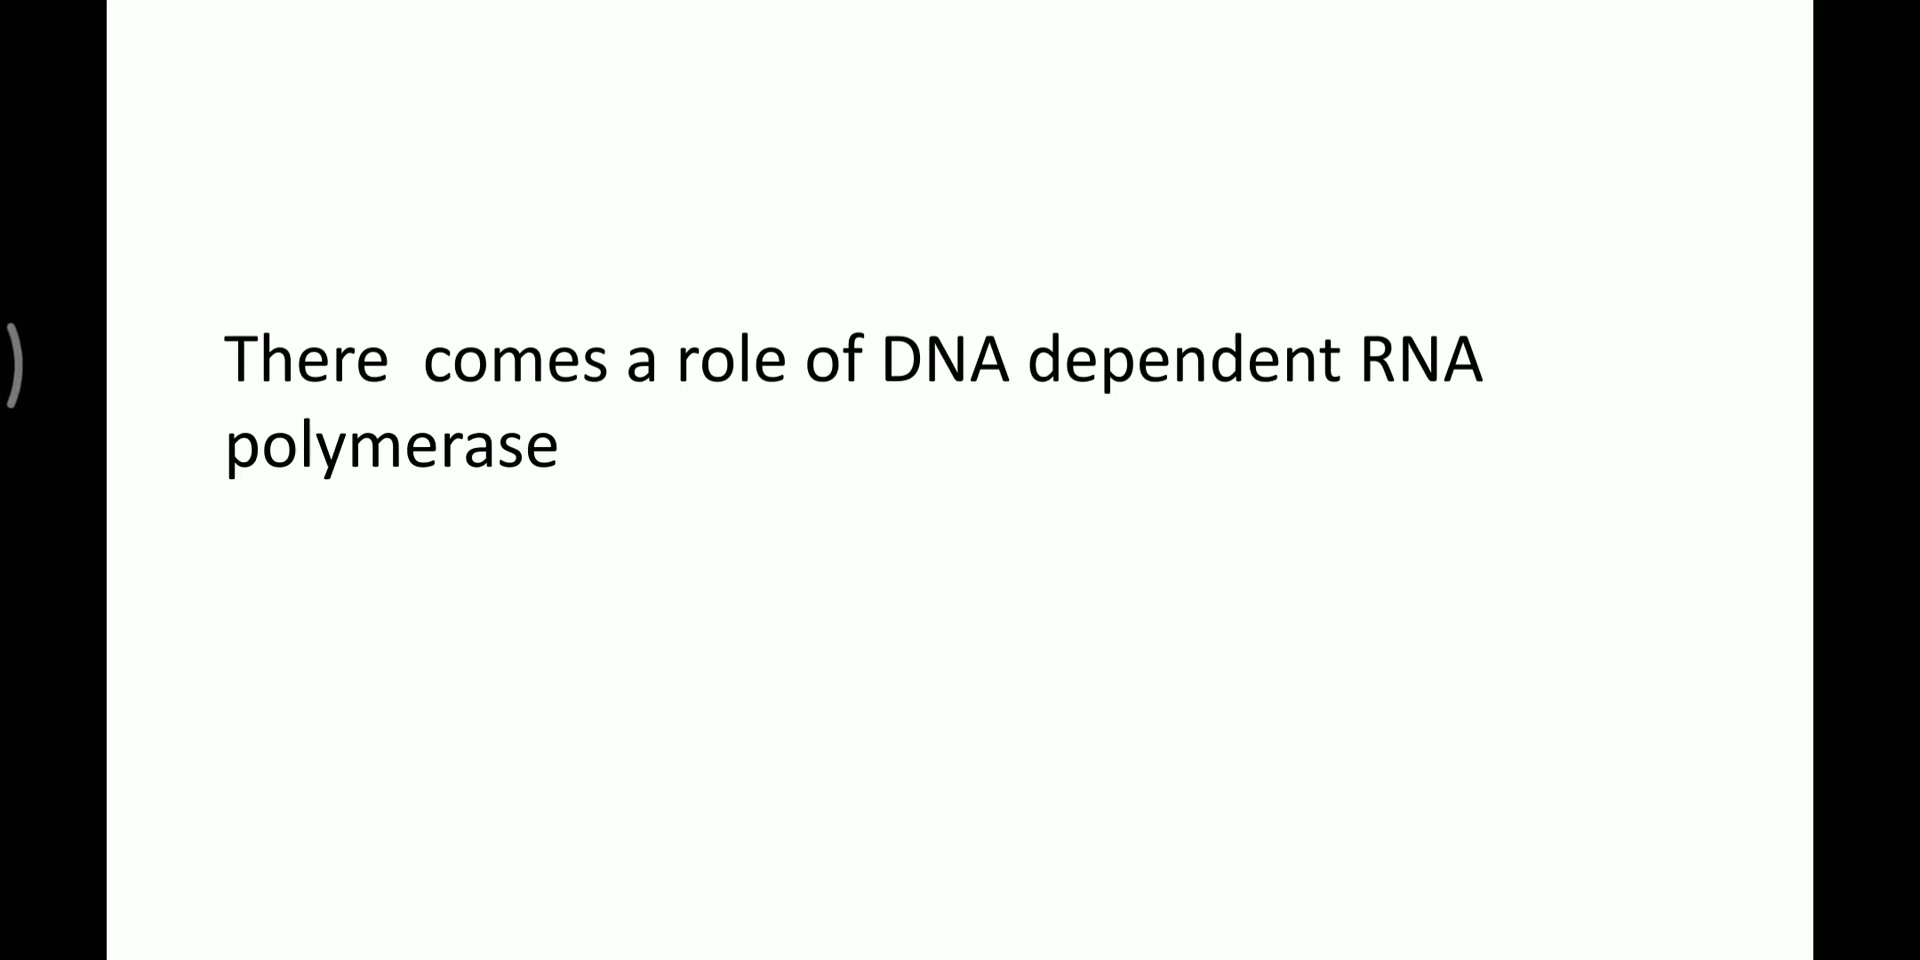 There  comes a role of DNA dependent RNA
polymerase